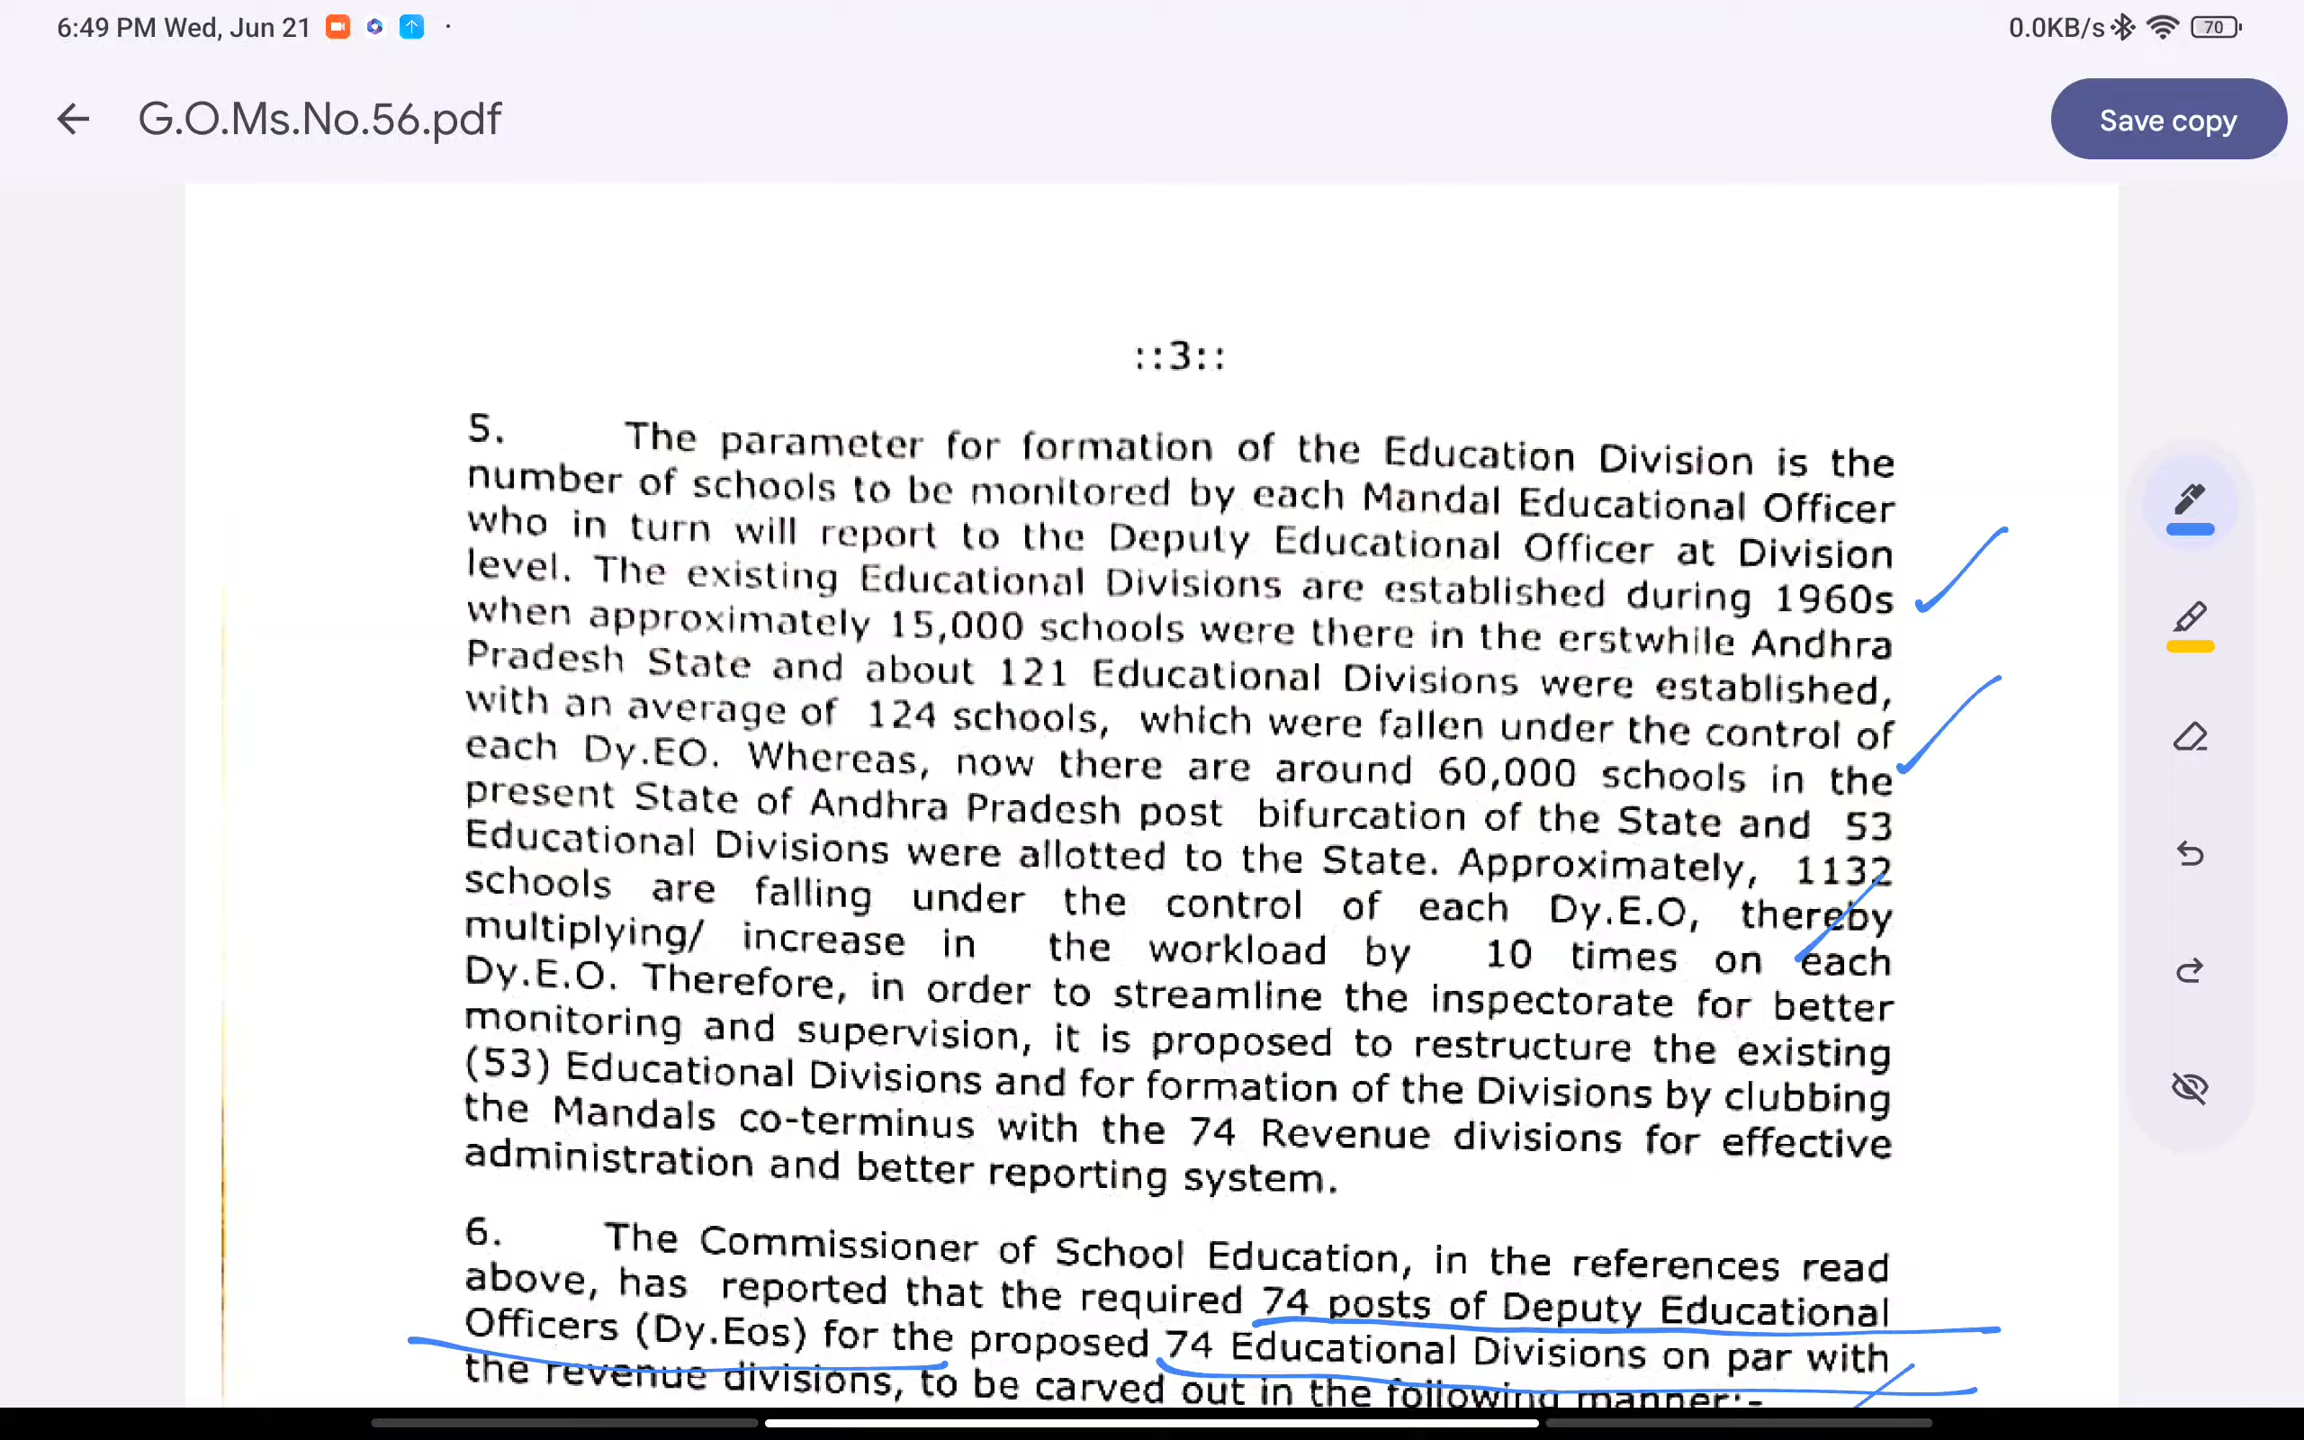 6:49 PM Wed, Jun 21
0.0KB/s
70
G.O.Ms.No.56.pdf
Save copy
::3::
5. The parameter for formation of the Education Division is the
number of schools to be monitored by each Mandal Educational Officer
who in turn will report to the Deputy Educational Officer at Division
level. The existing Educational Divisions are established during 1960s
when approximately 15,000 schools were there in the erstwhile Andhra
Pradesh State and about 121 Educational Divisions were established,
with an average of 124 schools, which were fallen under the control of
each Dy.EO. Whereas, now there are around 60,000 schools in the
present State of Andhra Pradesh post bifurcation of the State and 53
Educational Divisions were allotted to the State. Approximately, 1132
schools are falling under the control of each Dy.E.O, thereby
multiplying/ increase in the workload by 10 times on each
Dy.E.O. Therefore, in order to streamline the inspectorate for better
monitoring and supervision, it is proposed to restructure the existing
(53) Educational Divisions and for formation of the Divisions by clubbing
the Mandals co-terminus with the 74 Revenue divisions for effective
administration and better reporting system.
6. The Commissioner of School Education, in the references read
above, has reported that the required 74 posts of Deputy Educational
Officers (Dy.Eos) for the proposed 74 Educational Divisions on par with
the revenue divisions, to be carved out in the following manner:-